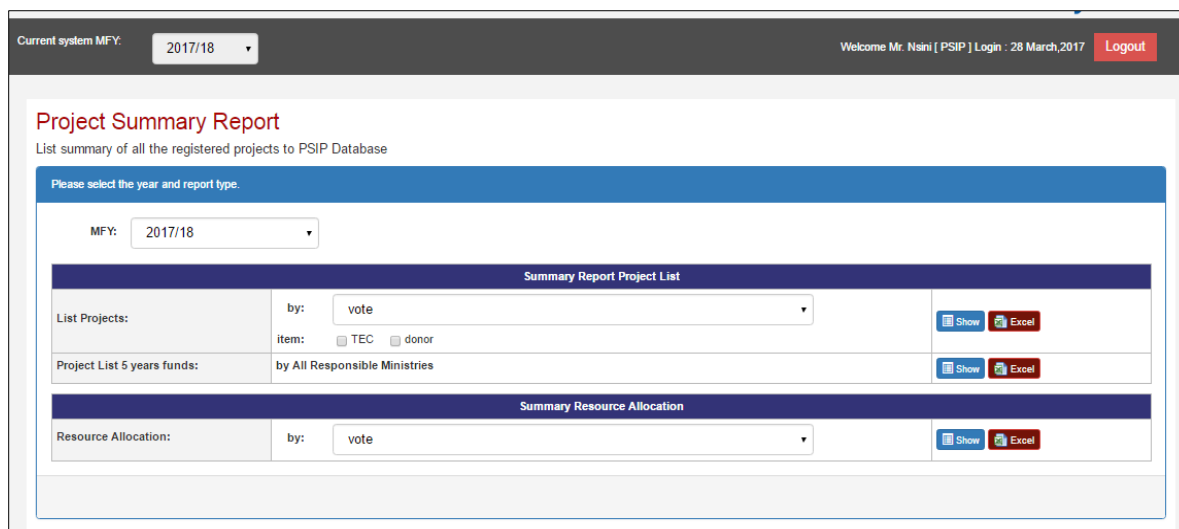 Current system MFY: 2017/18 Welcome Mr. Nsini [ PSIP ] Login : 28 March,2017 Logout
Project Summary Report
List summary of all the registered projects to PSIP Database
Please select the year and report type.
MFY: 2017/18
Summary Report Project List
List Projects: by: vote Show Excel
item: TEC donor
Project List 5 years funds: by All Responsible Ministries Show Excel
Summary Resource Allocation
Resource Allocation: by: vote Show Excel